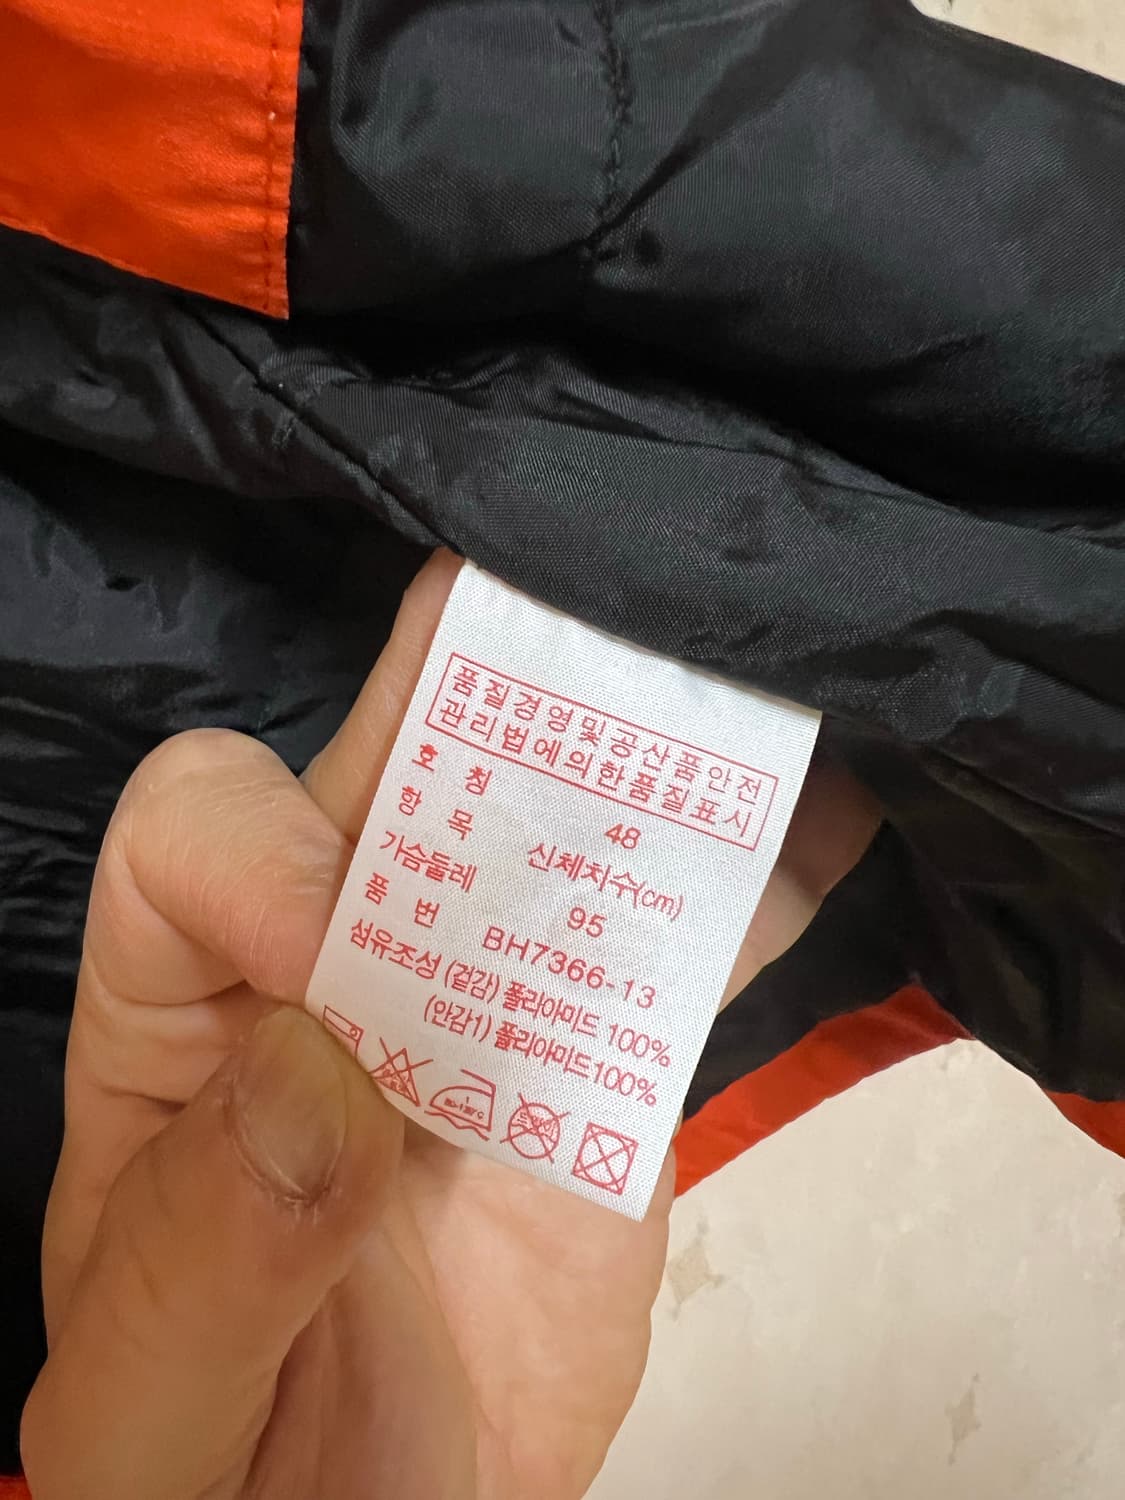 품질경영및공산품안전
관리법에의한품질표시
호 칭 48
항 목 신체치수(cm)
가슴둘레 95
품 번 BH7366-13
섬유조성 (겉감) 폴리아미드 100%
(안감1) 폴리아미드100%
드라이